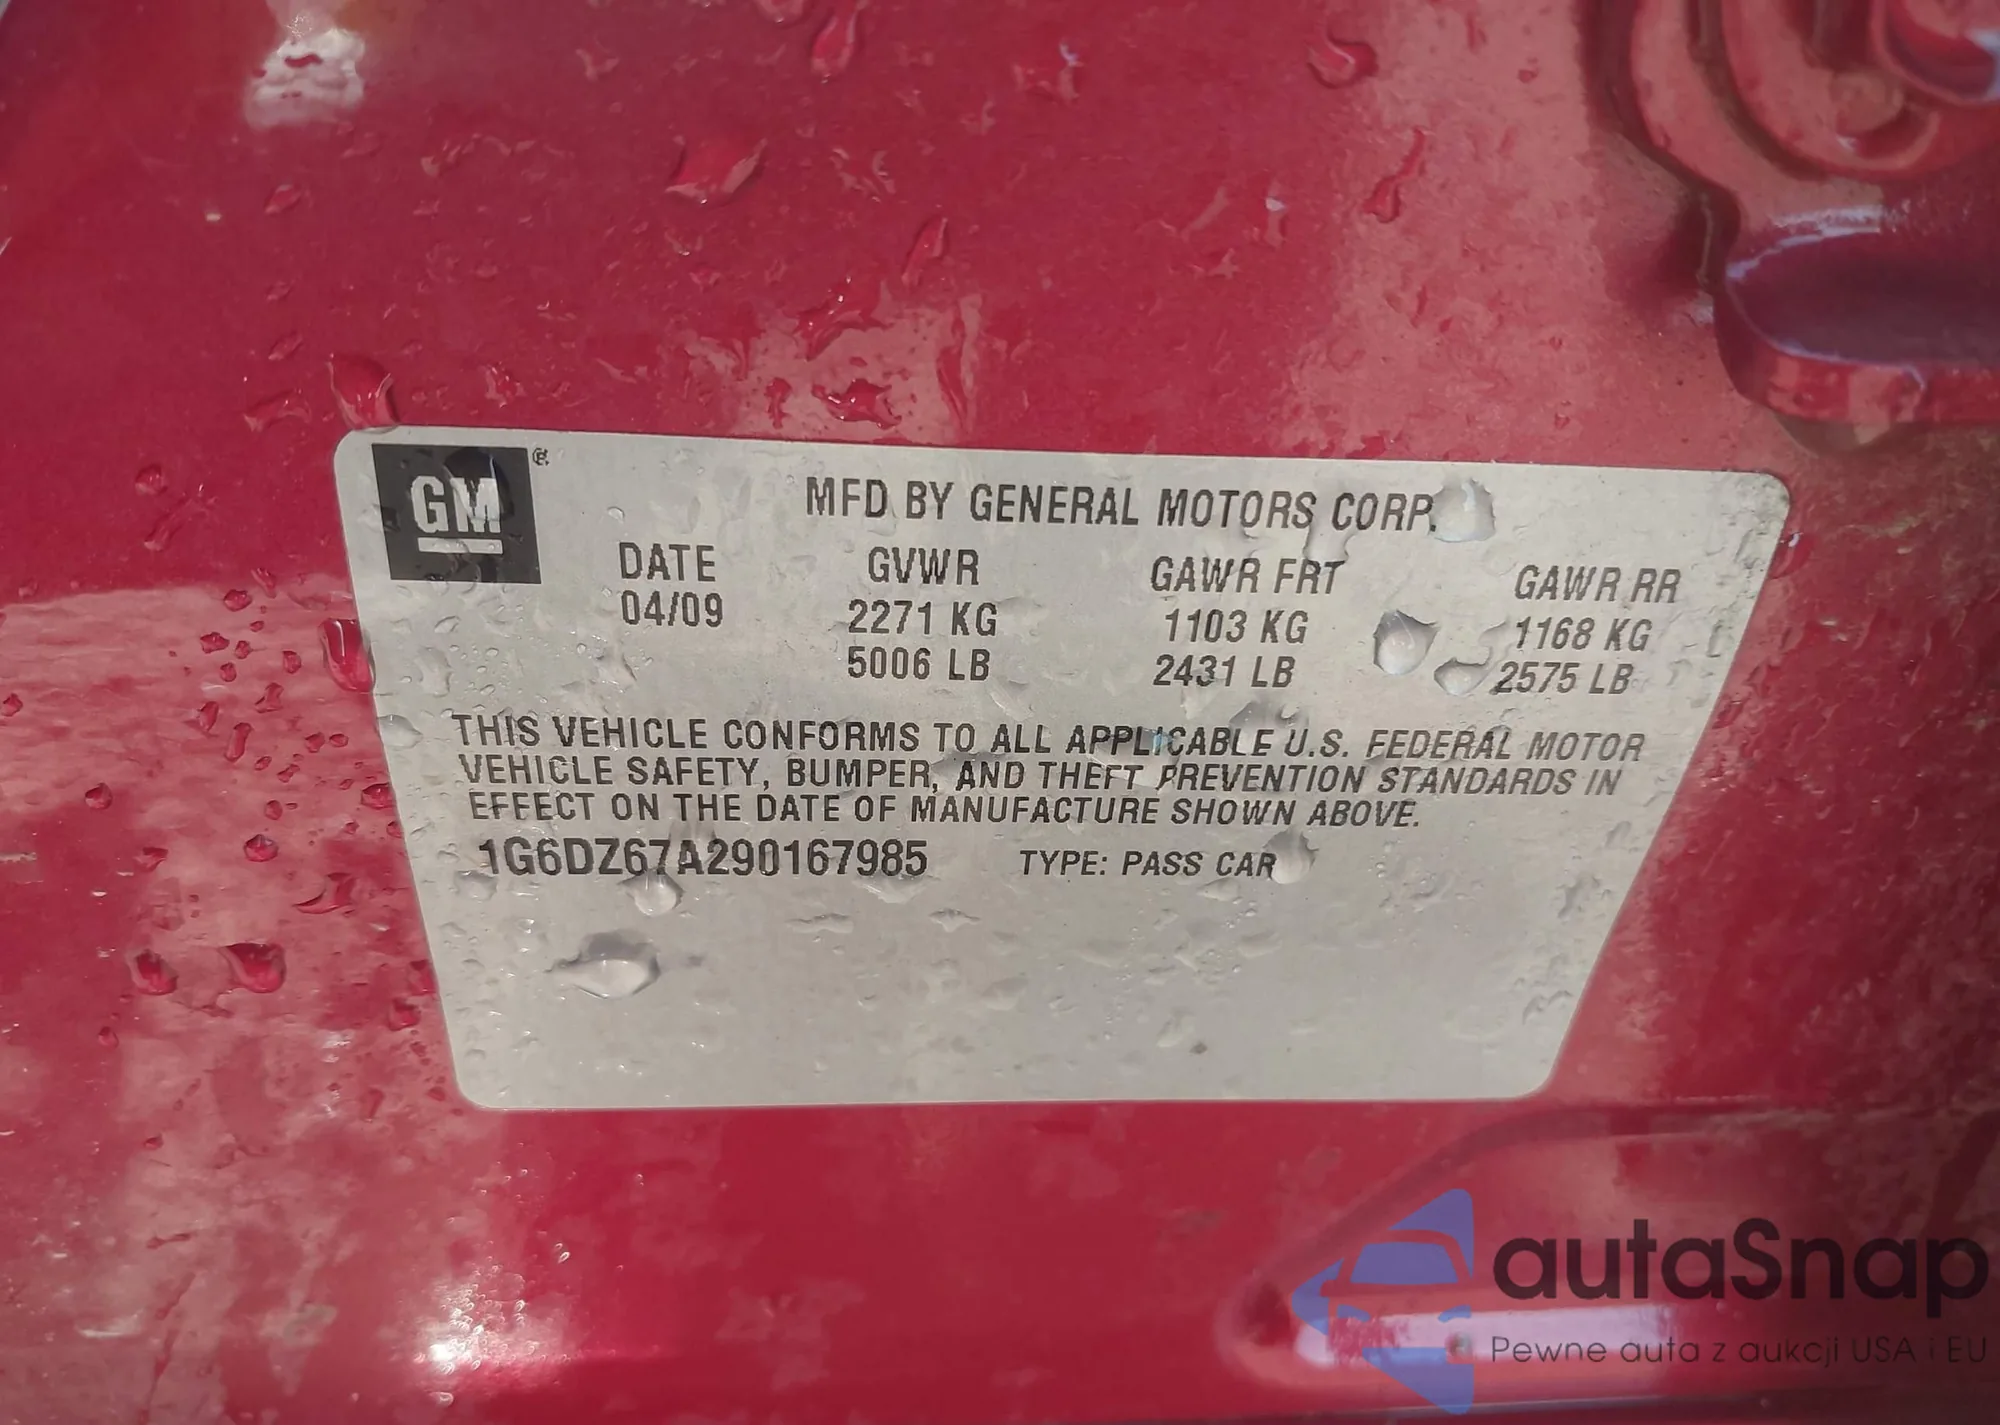 GM ®
MFD BY GENERAL MOTORS CORP.
DATE GVWR GAWR FRT GAWR RR
04/09 2271 KG 1103 KG 1168 KG
5006 LB 2431 LB 2575 LB
THIS VEHICLE CONFORMS TO ALL APPLICABLE U.S. FEDERAL MOTOR
VEHICLE SAFETY, BUMPER, AND THEFT PREVENTION STANDARDS IN
EFFECT ON THE DATE OF MANUFACTURE SHOWN ABOVE.
1G6DZ67A290167985 TYPE: PASS CAR
autaSnap
Pewne auta z aukcji USA i EU